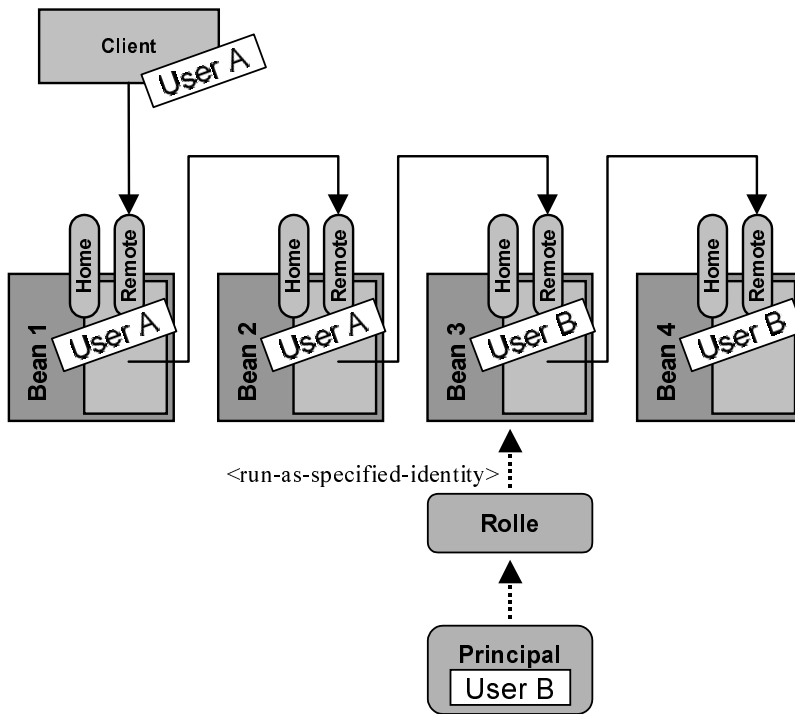 Client
User A
Home
Remote
Bean 1
User A
Home
Remote
Bean 2
User A
Home
Remote
Bean 3
User B
Home
Remote
Bean 4
User B
<run-as-specified-identity>
Rolle
Principal
User B